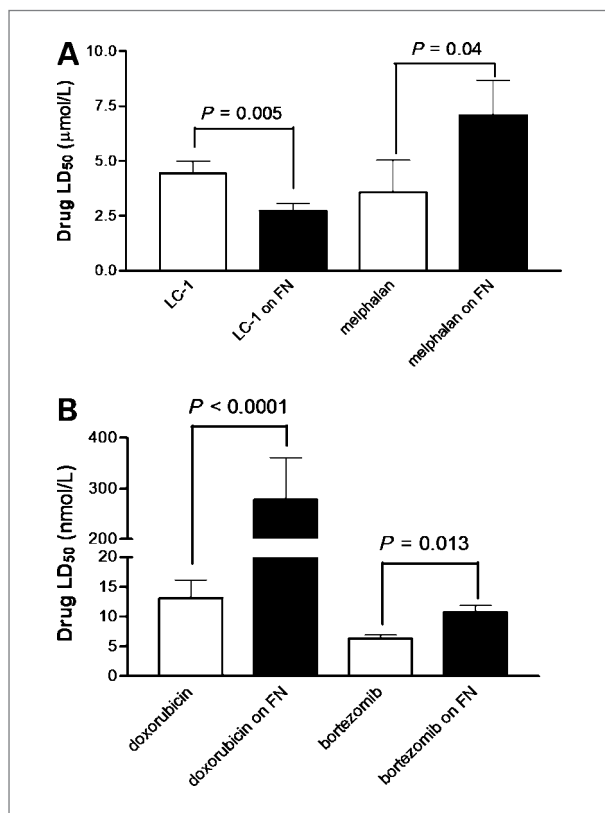 A
P = 0.04
P = 0.005
Drug LD50 (μmol/L)
10.0
7.5
5.0
2.5
0.0
LC-1
LC-1 on FN
melphalan
melphalan on FN
B
P < 0.0001
P = 0.013
Drug LD50 (nmol/L)
400
300
200
20
15
10
5
0
doxorubicin
doxorubicin on FN
bortezomib
bortezomib on FN